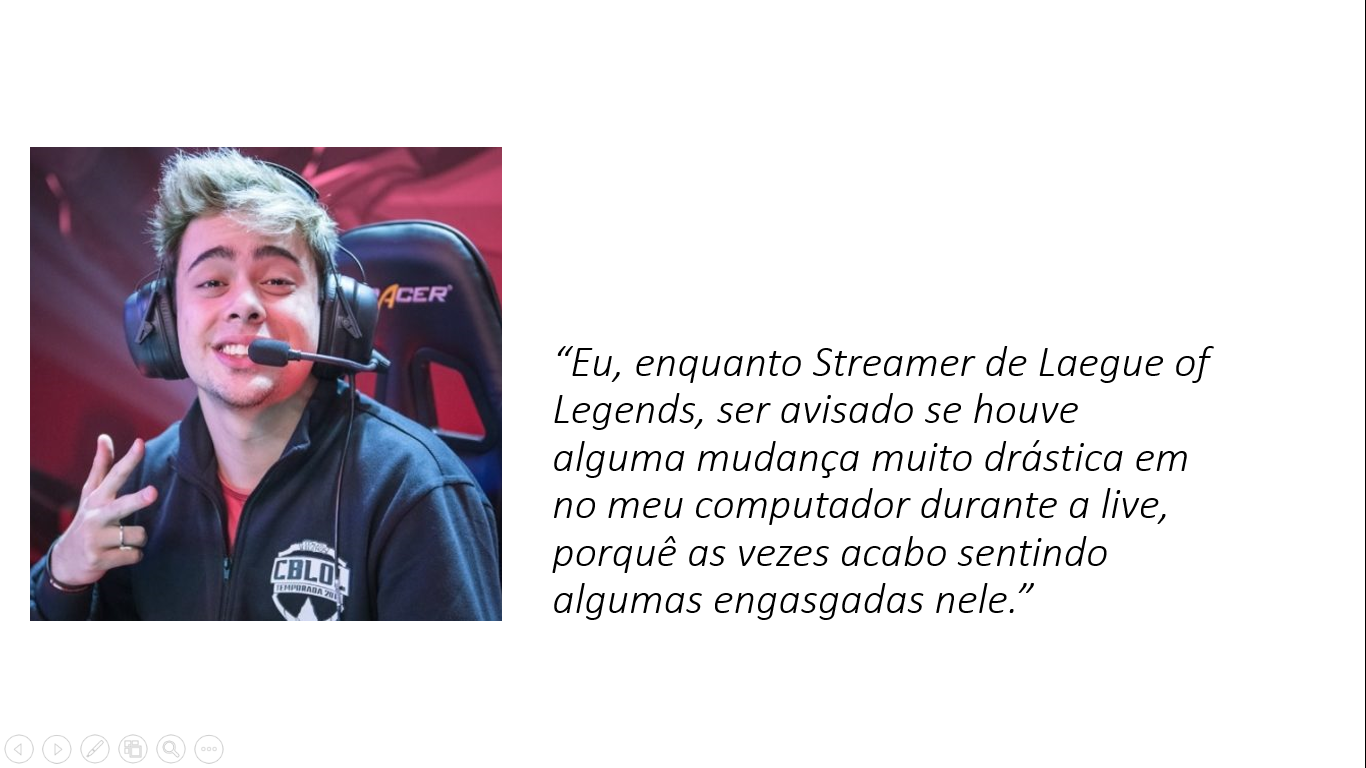 ACER
CBLO
TEMPORADA 20
“Eu, enquanto Streamer de Laegue of
Legends, ser avisado se houve
alguma mudança muito drástica em
no meu computador durante a live,
porquê as vezes acabo sentindo
algumas engasgadas nele.”